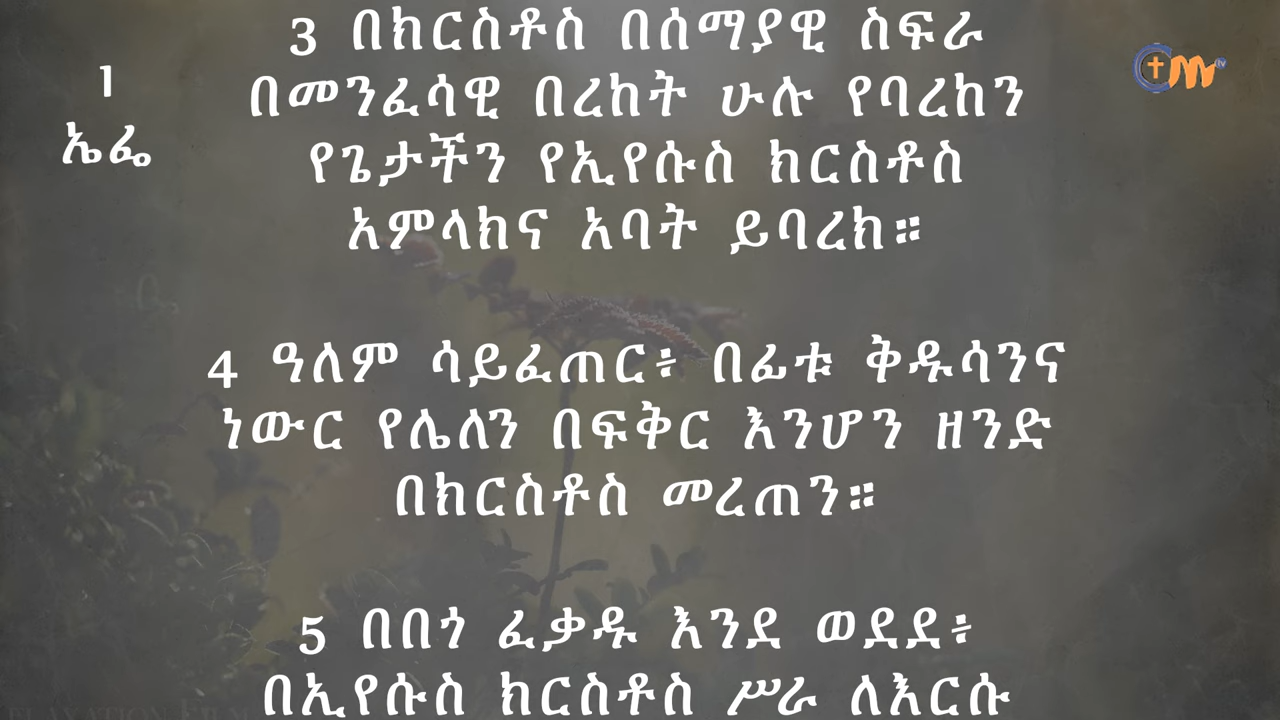 1
ኤፌ
3 በክርስቶስ በሰማያዊ ስፍራ
በመንፈሳዊ በረከት ሁሉ የባረከን
የጌታችን የኢየሱስ ክርስቶስ
አምላክና አባት ይባረክ።
4 ዓለም ሳይፈጠር፥ በፊቱ ቅዱሳንና
ነውር የሌለን በፍቅር እንሆን ዘንድ
በክርስቶስ መረጠን።
5 በበጎ ፈቃዱ እንደ ወደደ፥
በኢየሱስ ክርስቶስ ሥራ ለእርሱ